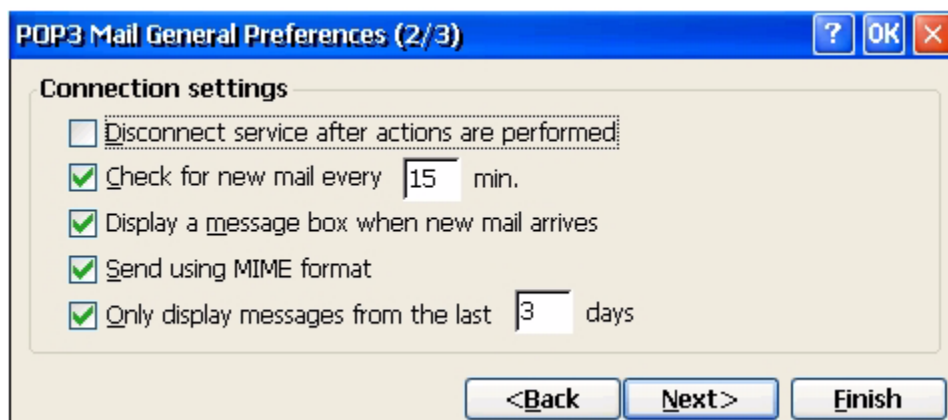 POP3 Mail General Preferences (2/3) ? OK ×
Connection settings
Disconnect service after actions are performed
Check for new mail every 15 min.
Display a message box when new mail arrives
Send using MIME format
Only display messages from the last 3 days
<Back Next> Finish